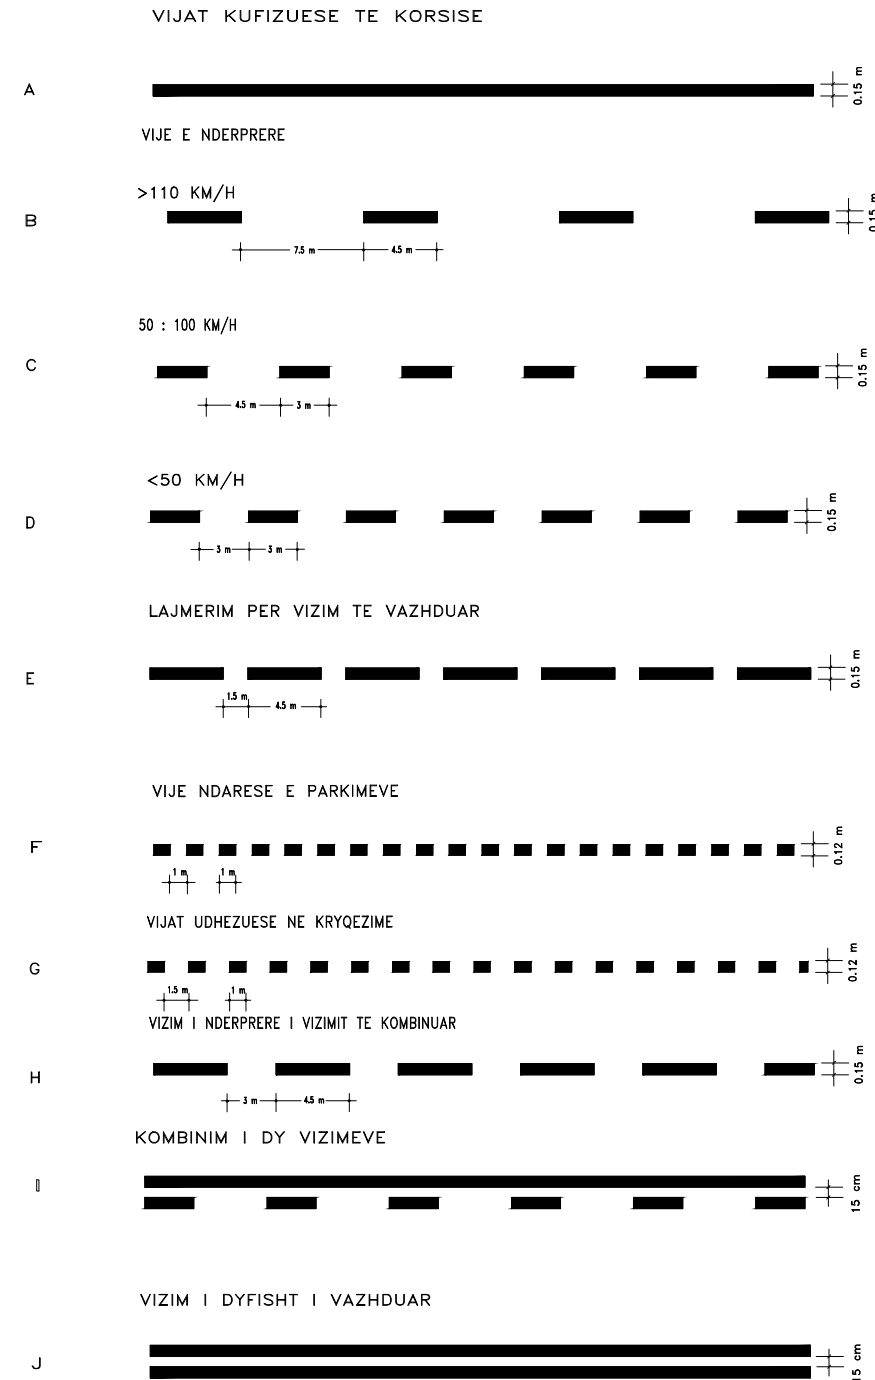 VIJAT KUFIZUESE TE KORSISE
A
0.15 m
VIJE E NDERPRERE
>110 KM/H
B
0.15 m
7.5 m 4.5 m
50 : 100 KM/H
C
0.15 m
4.5 m 3 m
<50 KM/H
D
0.15 m
3 m 3 m
LAJMERIM PER VIZIM TE VAZHDUAR
E
0.15 m
1.5 m 4.5 m
VIJE NDARESE E PARKIMEVE
F
0.12 m
1 m 1 m
VIJAT UDHEZUESE NE KRYQEZIME
G
0.12 m
1.5 m 1 m
VIZIM I NDERPRERE I VIZIMIT TE KOMBINUAR
H
0.15 m
3 m 4.5 m
KOMBINIM I DY VIZIMEVE
I
15 cm
VIZIM I DYFISHT I VAZHDUAR
J
15 cm